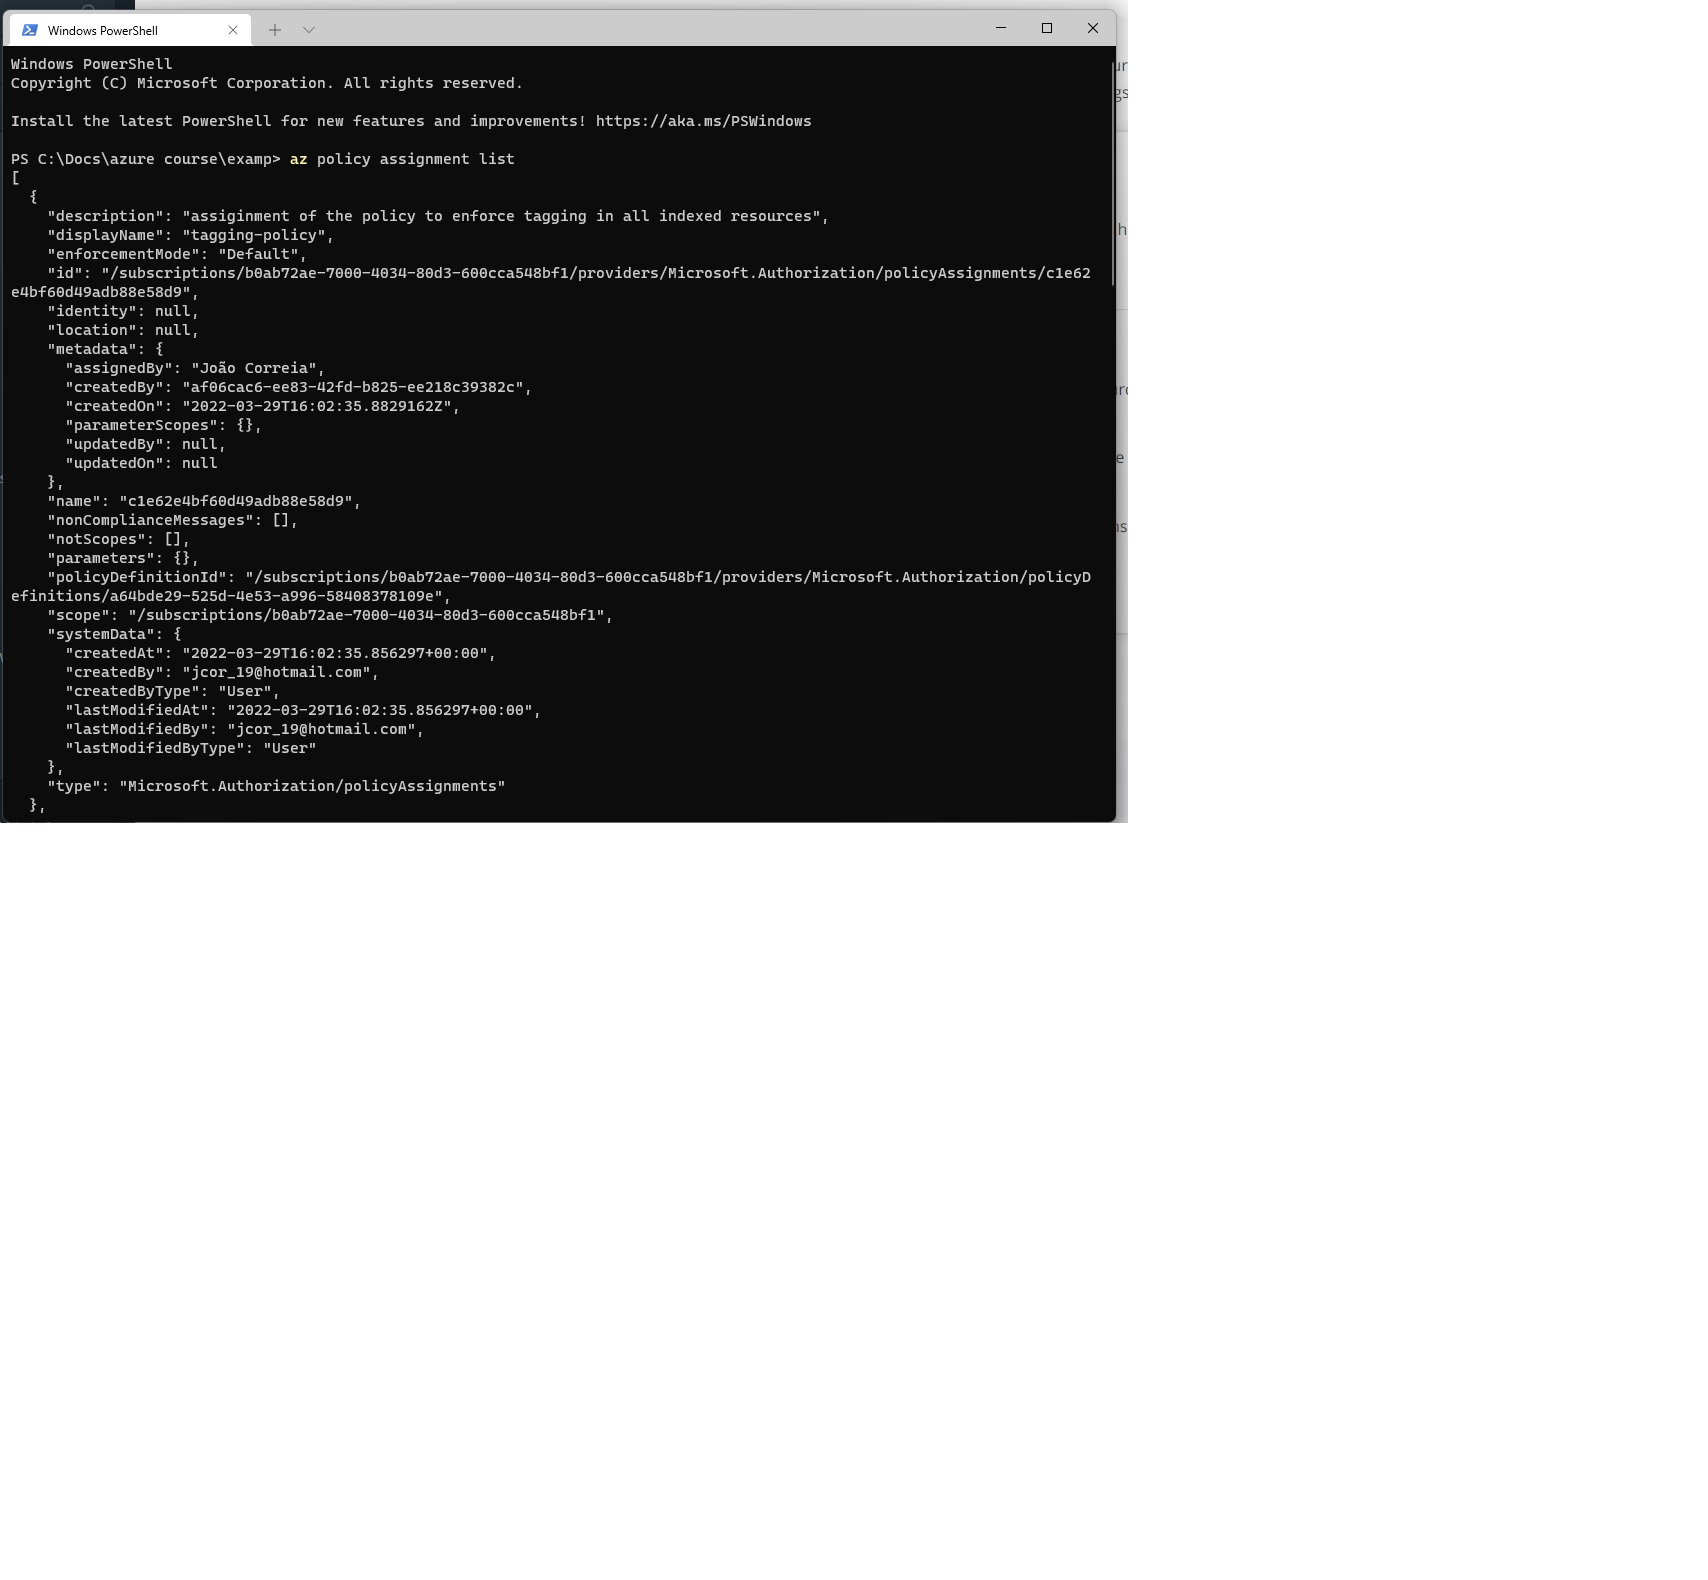 Windows PowerShell
Windows PowerShell
Copyright (C) Microsoft Corporation. All rights reserved.
Install the latest PowerShell for new features and improvements! https://aka.ms/PSWindows
PS C:\Docs\azure course\examp> az policy assignment list
[
  {
    "description": "assiginment of the policy to enforce tagging in all indexed resources",
    "displayName": "tagging-policy",
    "enforcementMode": "Default",
    "id": "/subscriptions/b0ab72ae-7000-4034-80d3-600cca548bf1/providers/Microsoft.Authorization/policyAssignments/c1e62
e4bf60d49adb88e58d9",
    "identity": null,
    "location": null,
    "metadata": {
      "assignedBy": "João Correia",
      "createdBy": "af06cac6-ee83-42fd-b825-ee218c39382c",
      "createdOn": "2022-03-29T16:02:35.8829162Z",
      "parameterScopes": {},
      "updatedBy": null,
      "updatedOn": null
    },
    "name": "c1e62e4bf60d49adb88e58d9",
    "nonComplianceMessages": [],
    "notScopes": [],
    "parameters": {},
    "policyDefinitionId": "/subscriptions/b0ab72ae-7000-4034-80d3-600cca548bf1/providers/Microsoft.Authorization/policyD
efinitions/a64bde29-525d-4e53-a996-58408378109e",
    "scope": "/subscriptions/b0ab72ae-7000-4034-80d3-600cca548bf1",
    "systemData": {
      "createdAt": "2022-03-29T16:02:35.856297+00:00",
      "createdBy": "jcor_19@hotmail.com",
      "createdByType": "User",
      "lastModifiedAt": "2022-03-29T16:02:35.856297+00:00",
      "lastModifiedBy": "jcor_19@hotmail.com",
      "lastModifiedByType": "User"
    },
    "type": "Microsoft.Authorization/policyAssignments"
  },